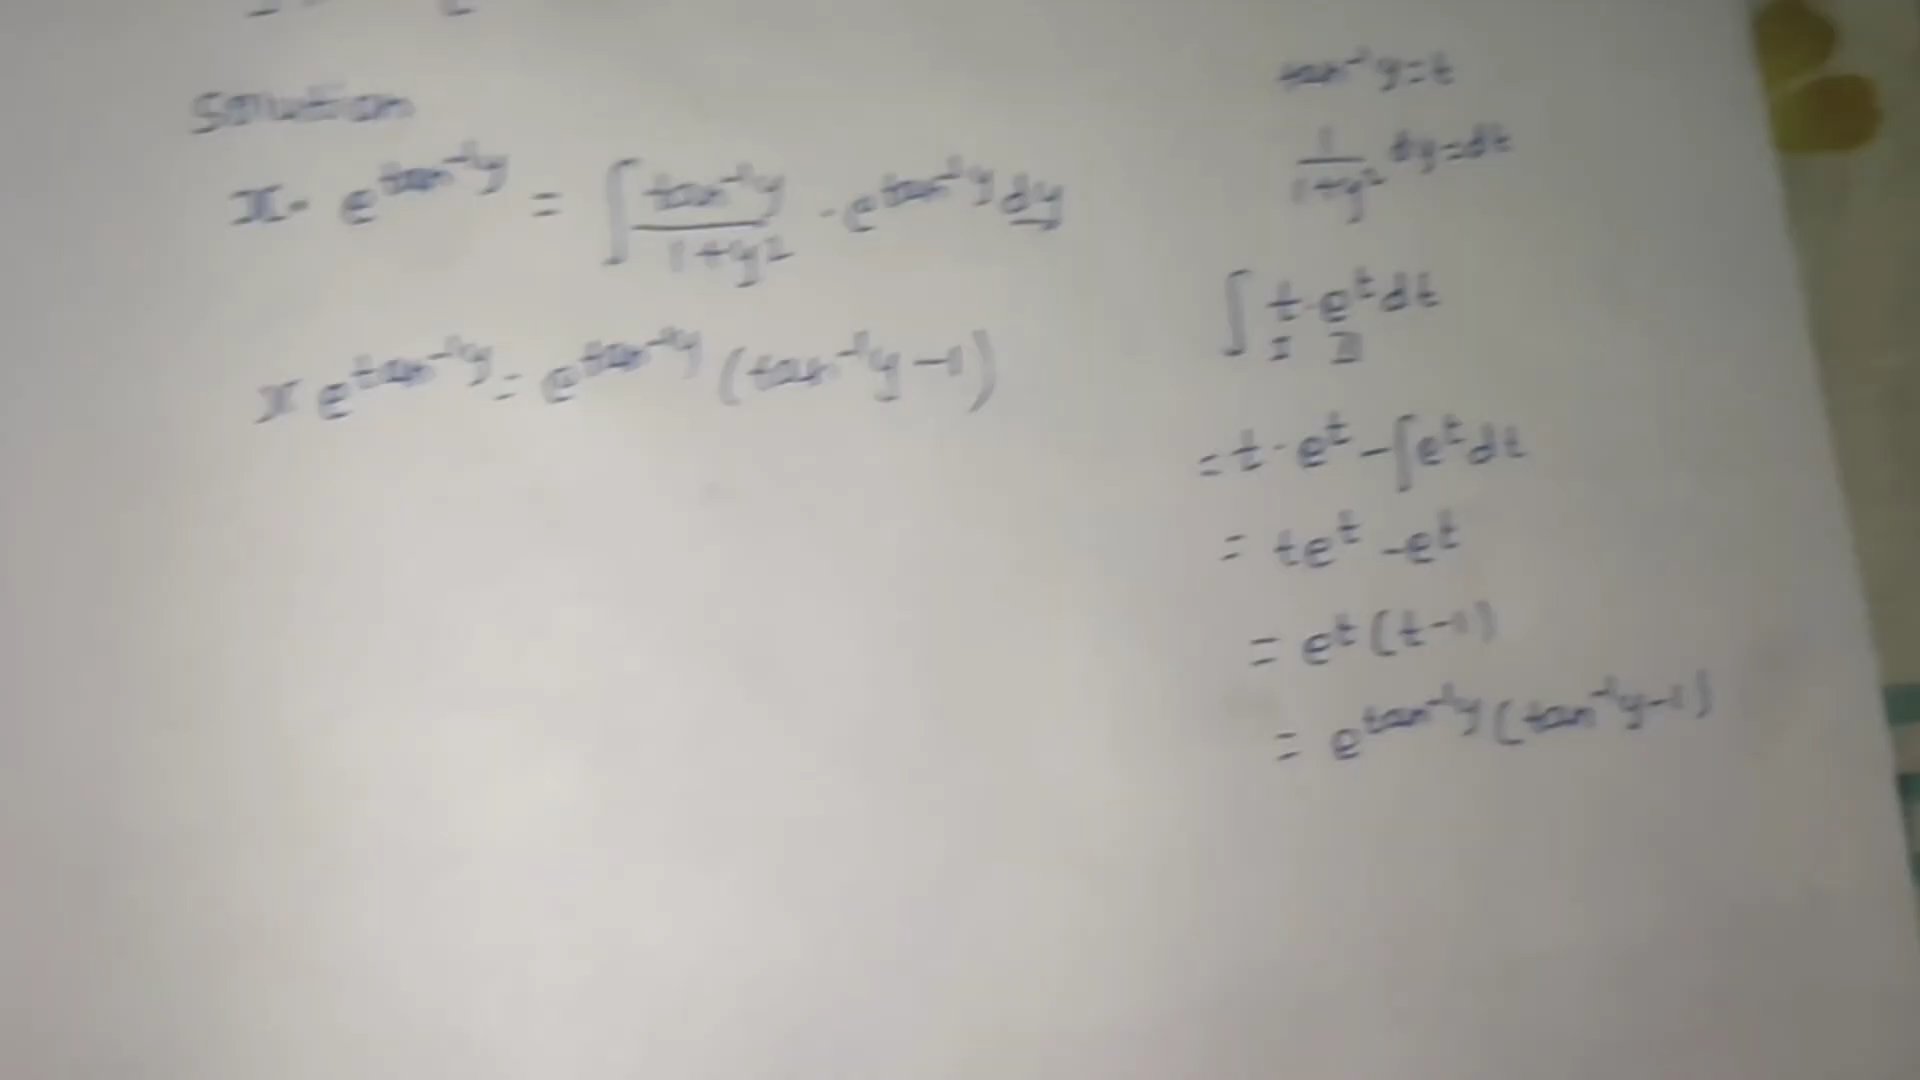 Solution
x · e^{tan⁻¹y} = ∫ tan⁻¹y / 1+y² · e^{tan⁻¹y} dy
x e^{tan⁻¹y} = e^{tan⁻¹y} (tan⁻¹y − 1)
tan⁻¹y = t
1 / 1+y² dy = dt
∫ t · e^t dt
I II
= t · e^t − ∫ e^t dt
= te^t − e^t
= e^t (t−1)
= e^{tan⁻¹y} (tan⁻¹y − 1)